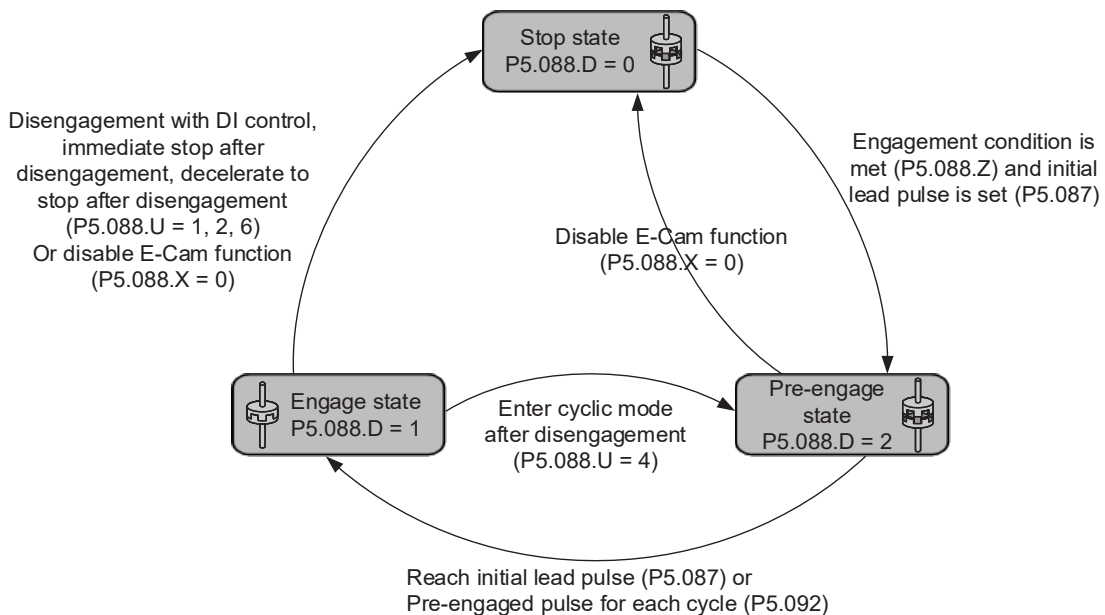 Stop state
P5.088.D = 0
Disengagement with DI control,
immediate stop after
disengagement, decelerate to
stop after disengagement
(P5.088.U = 1, 2, 6)
Or disable E-Cam function
(P5.088.X = 0)
Engagement condition is
met (P5.088.Z) and initial
lead pulse is set (P5.087)
Disable E-Cam function
(P5.088.X = 0)
Engage state
P5.088.D = 1
Enter cyclic mode
after disengagement
(P5.088.U = 4)
Pre-engage
state
P5.088.D = 2
Reach initial lead pulse (P5.087) or
Pre-engaged pulse for each cycle (P5.092)